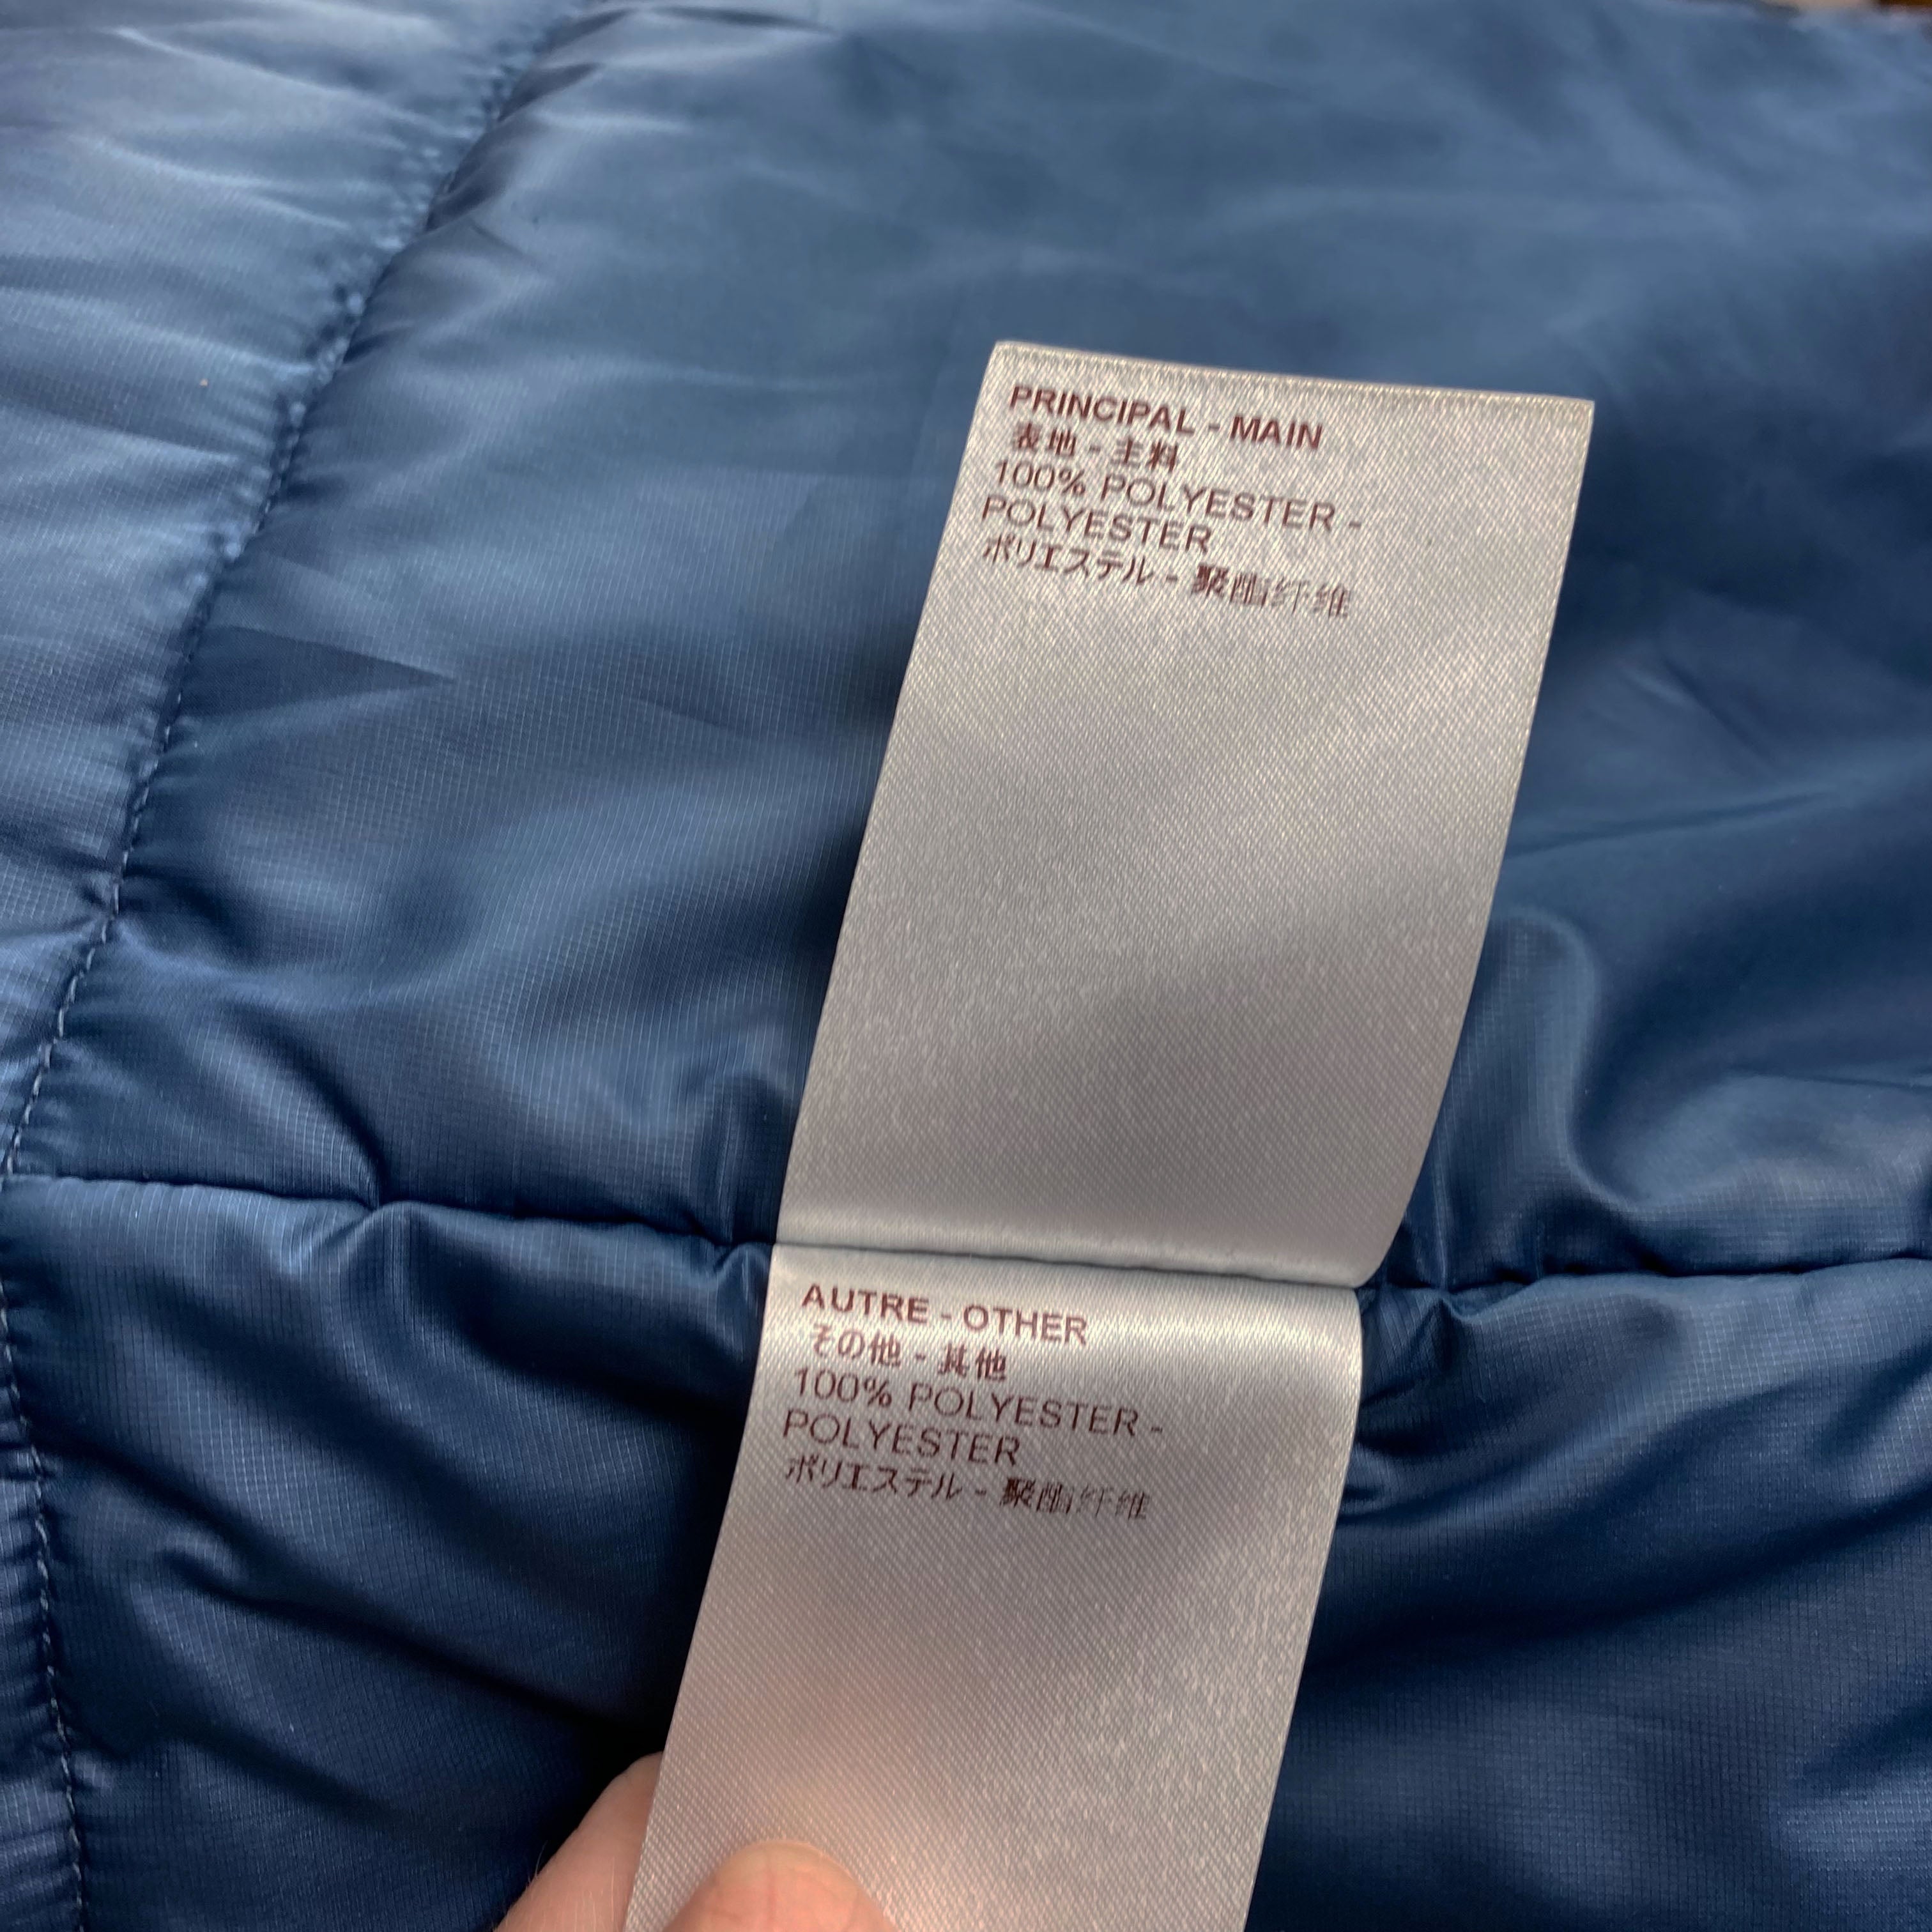 PRINCIPAL - MAIN
表地 - 主料
100% POLYESTER -
POLYESTER
ポリエステル - 聚酯纤维
AUTRE - OTHER
その他 - 其他
100% POLYESTER -
POLYESTER
ポリエステル - 聚酯纤维